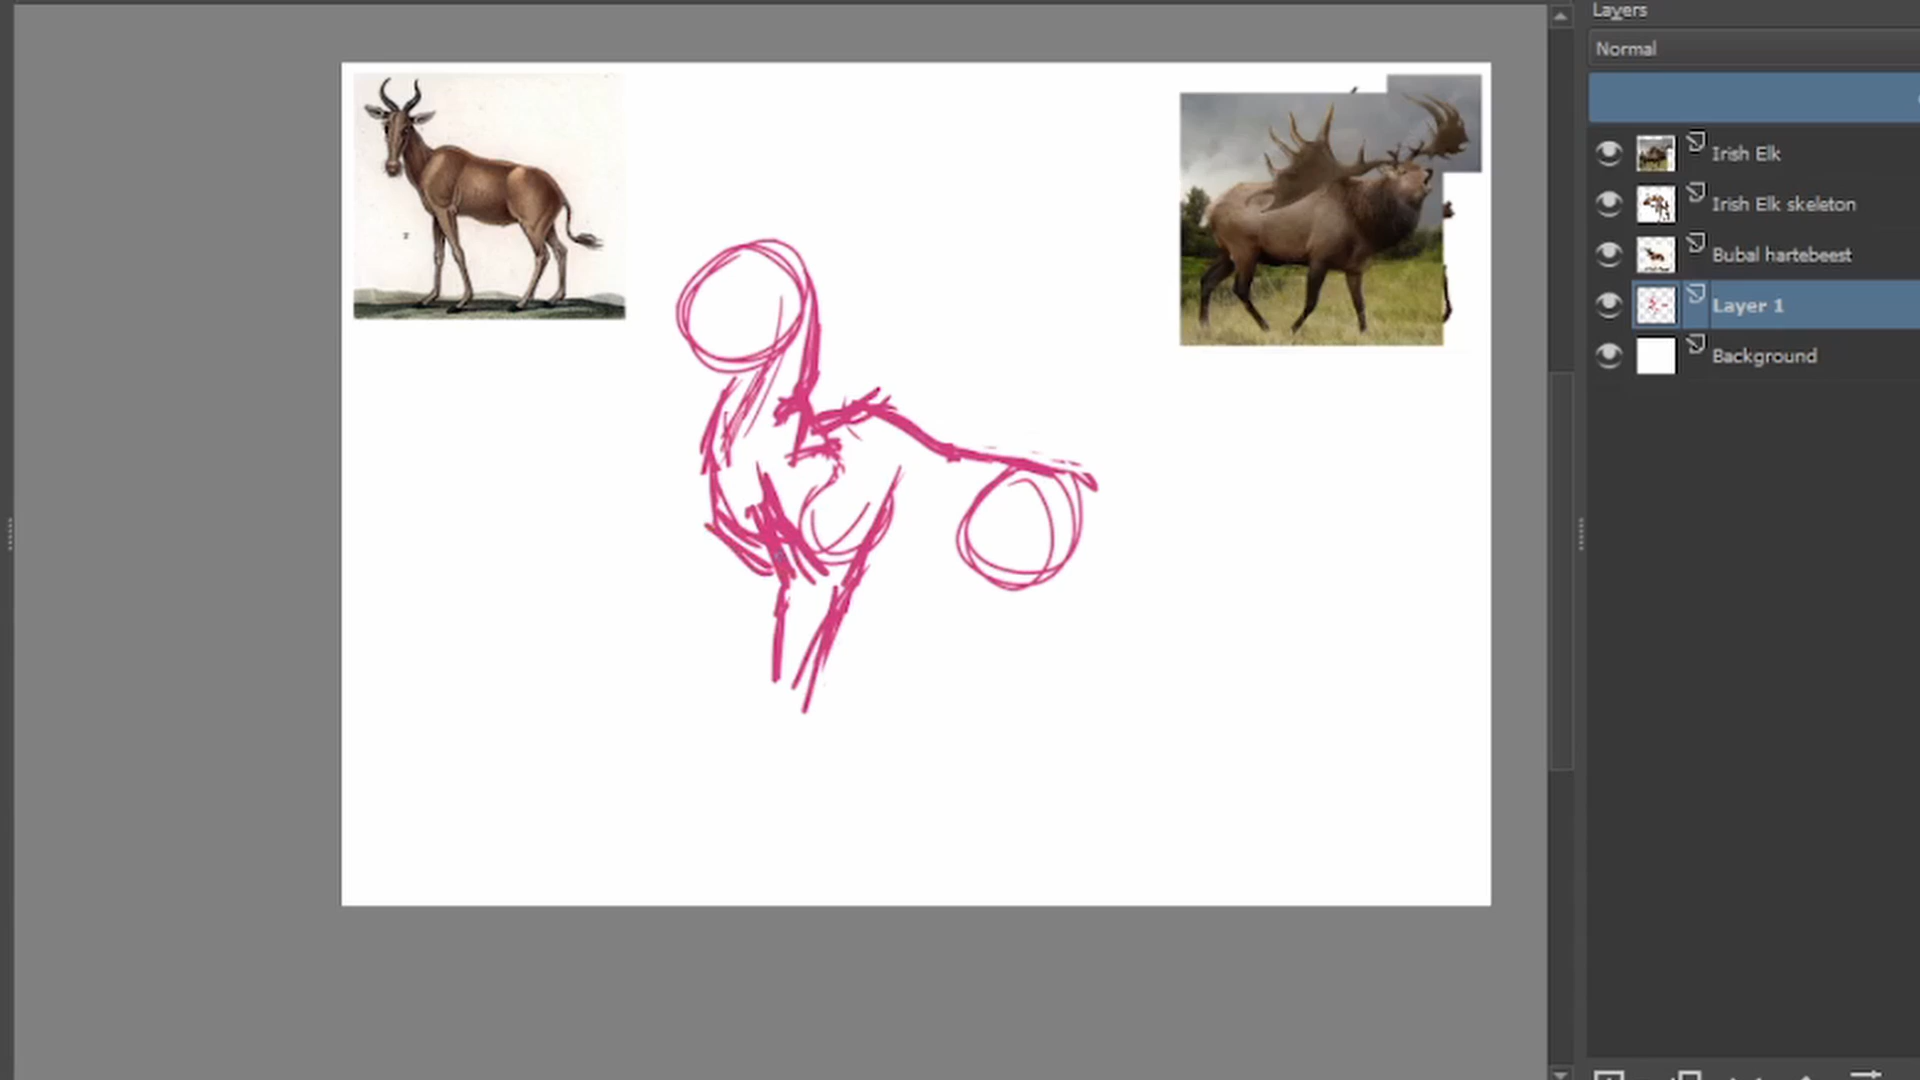 Layers
Normal
Irish Elk
Irish Elk skeleton
Bubal hartebeest
Layer 1
Background